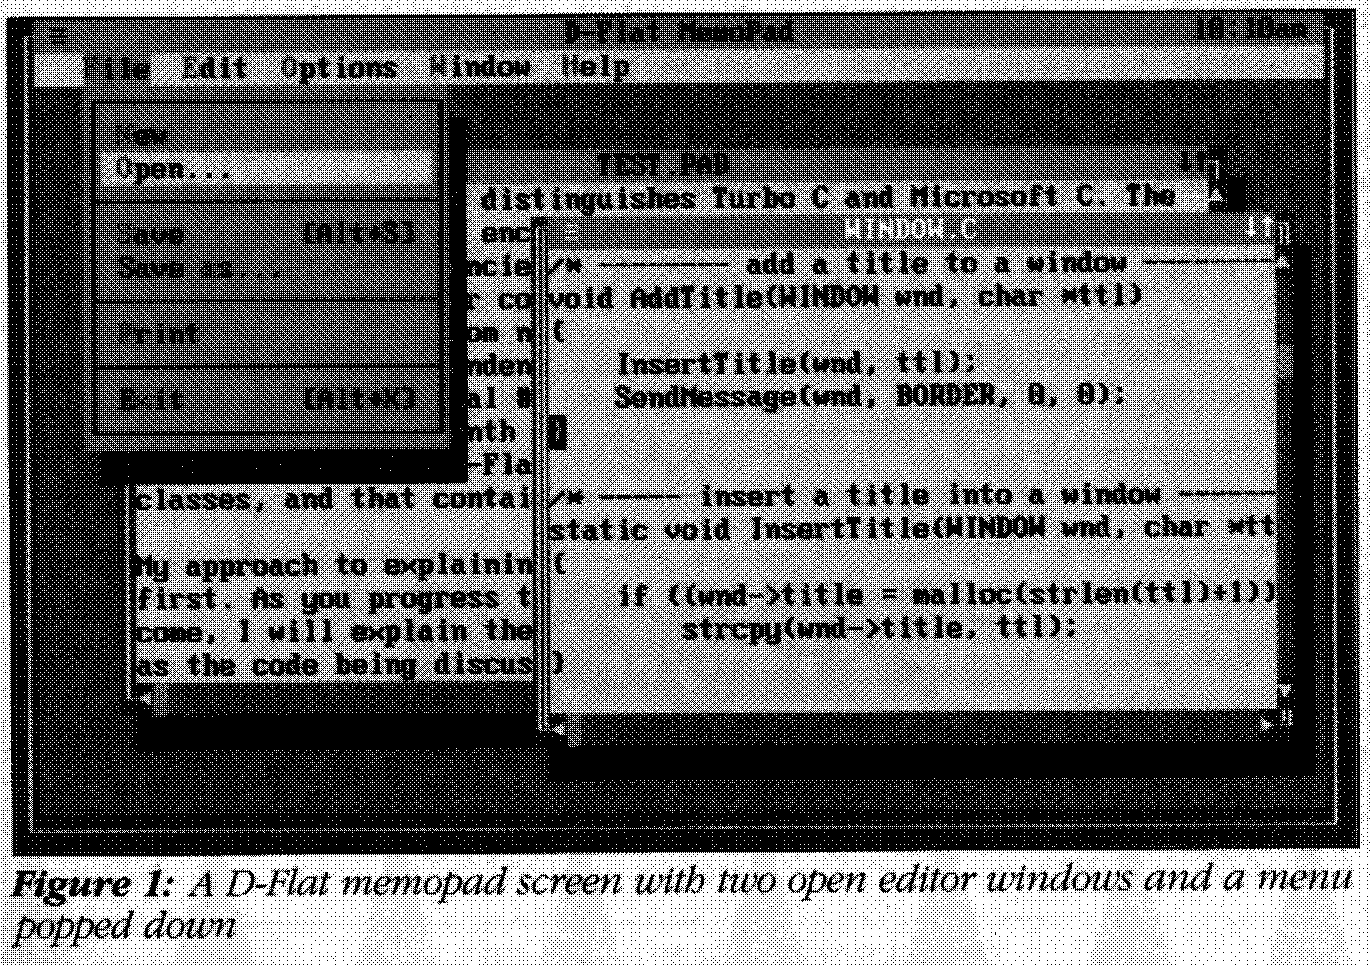 D-Flat MemoPad 10:10am
File Edit Options Window Help
New
Open...
Save [Alt+S]
Save as...
Print
Exit [Alt+X]
TEST.PAD
distinguishes Turbo C and Microsoft C. The
enc
ncie
r co
om n
nden
al
nth
-Fla
classes, and that contai
My approach to explainin
first. As you progress t
come, I will explain the
as the code being discus
WINDOW.C
/* -------- add a title to a window ---------
void AddTitle(WINDOW wnd, char *ttl)
{
InsertTitle(wnd, ttl);
SendMessage(wnd, BORDER, 0, 0);
}
/* ----- insert a title into a window ------
static void InsertTitle(WINDOW wnd, char *tt
{
if ((wnd->title = malloc(strlen(ttl)+1))
strcpy(wnd->title, ttl);
}
Figure 1: A D-Flat memopad screen with two open editor windows and a menu
popped down